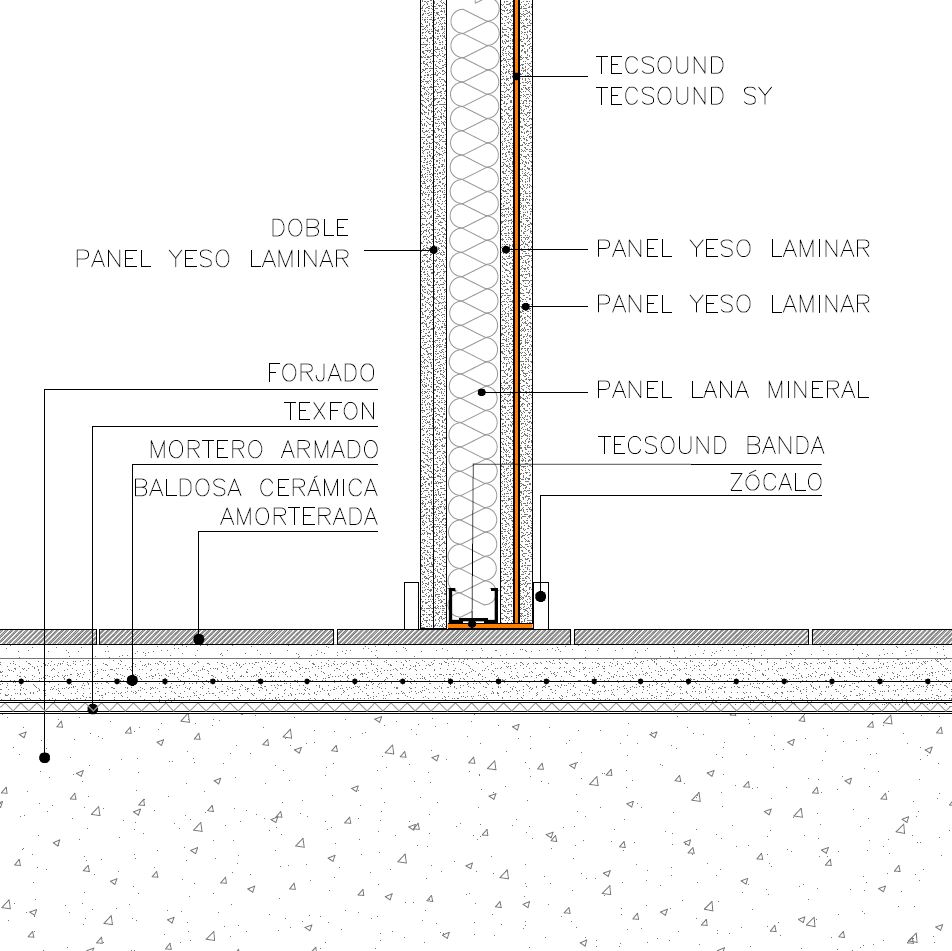 TECSOUND
TECSOUND SY
DOBLE
PANEL YESO LAMINAR
PANEL YESO LAMINAR
PANEL YESO LAMINAR
FORJADO
TEXFON
MORTERO ARMADO
BALDOSA CERÁMICA
AMORTERADA
PANEL LANA MINERAL
TECSOUND BANDA
ZÓCALO